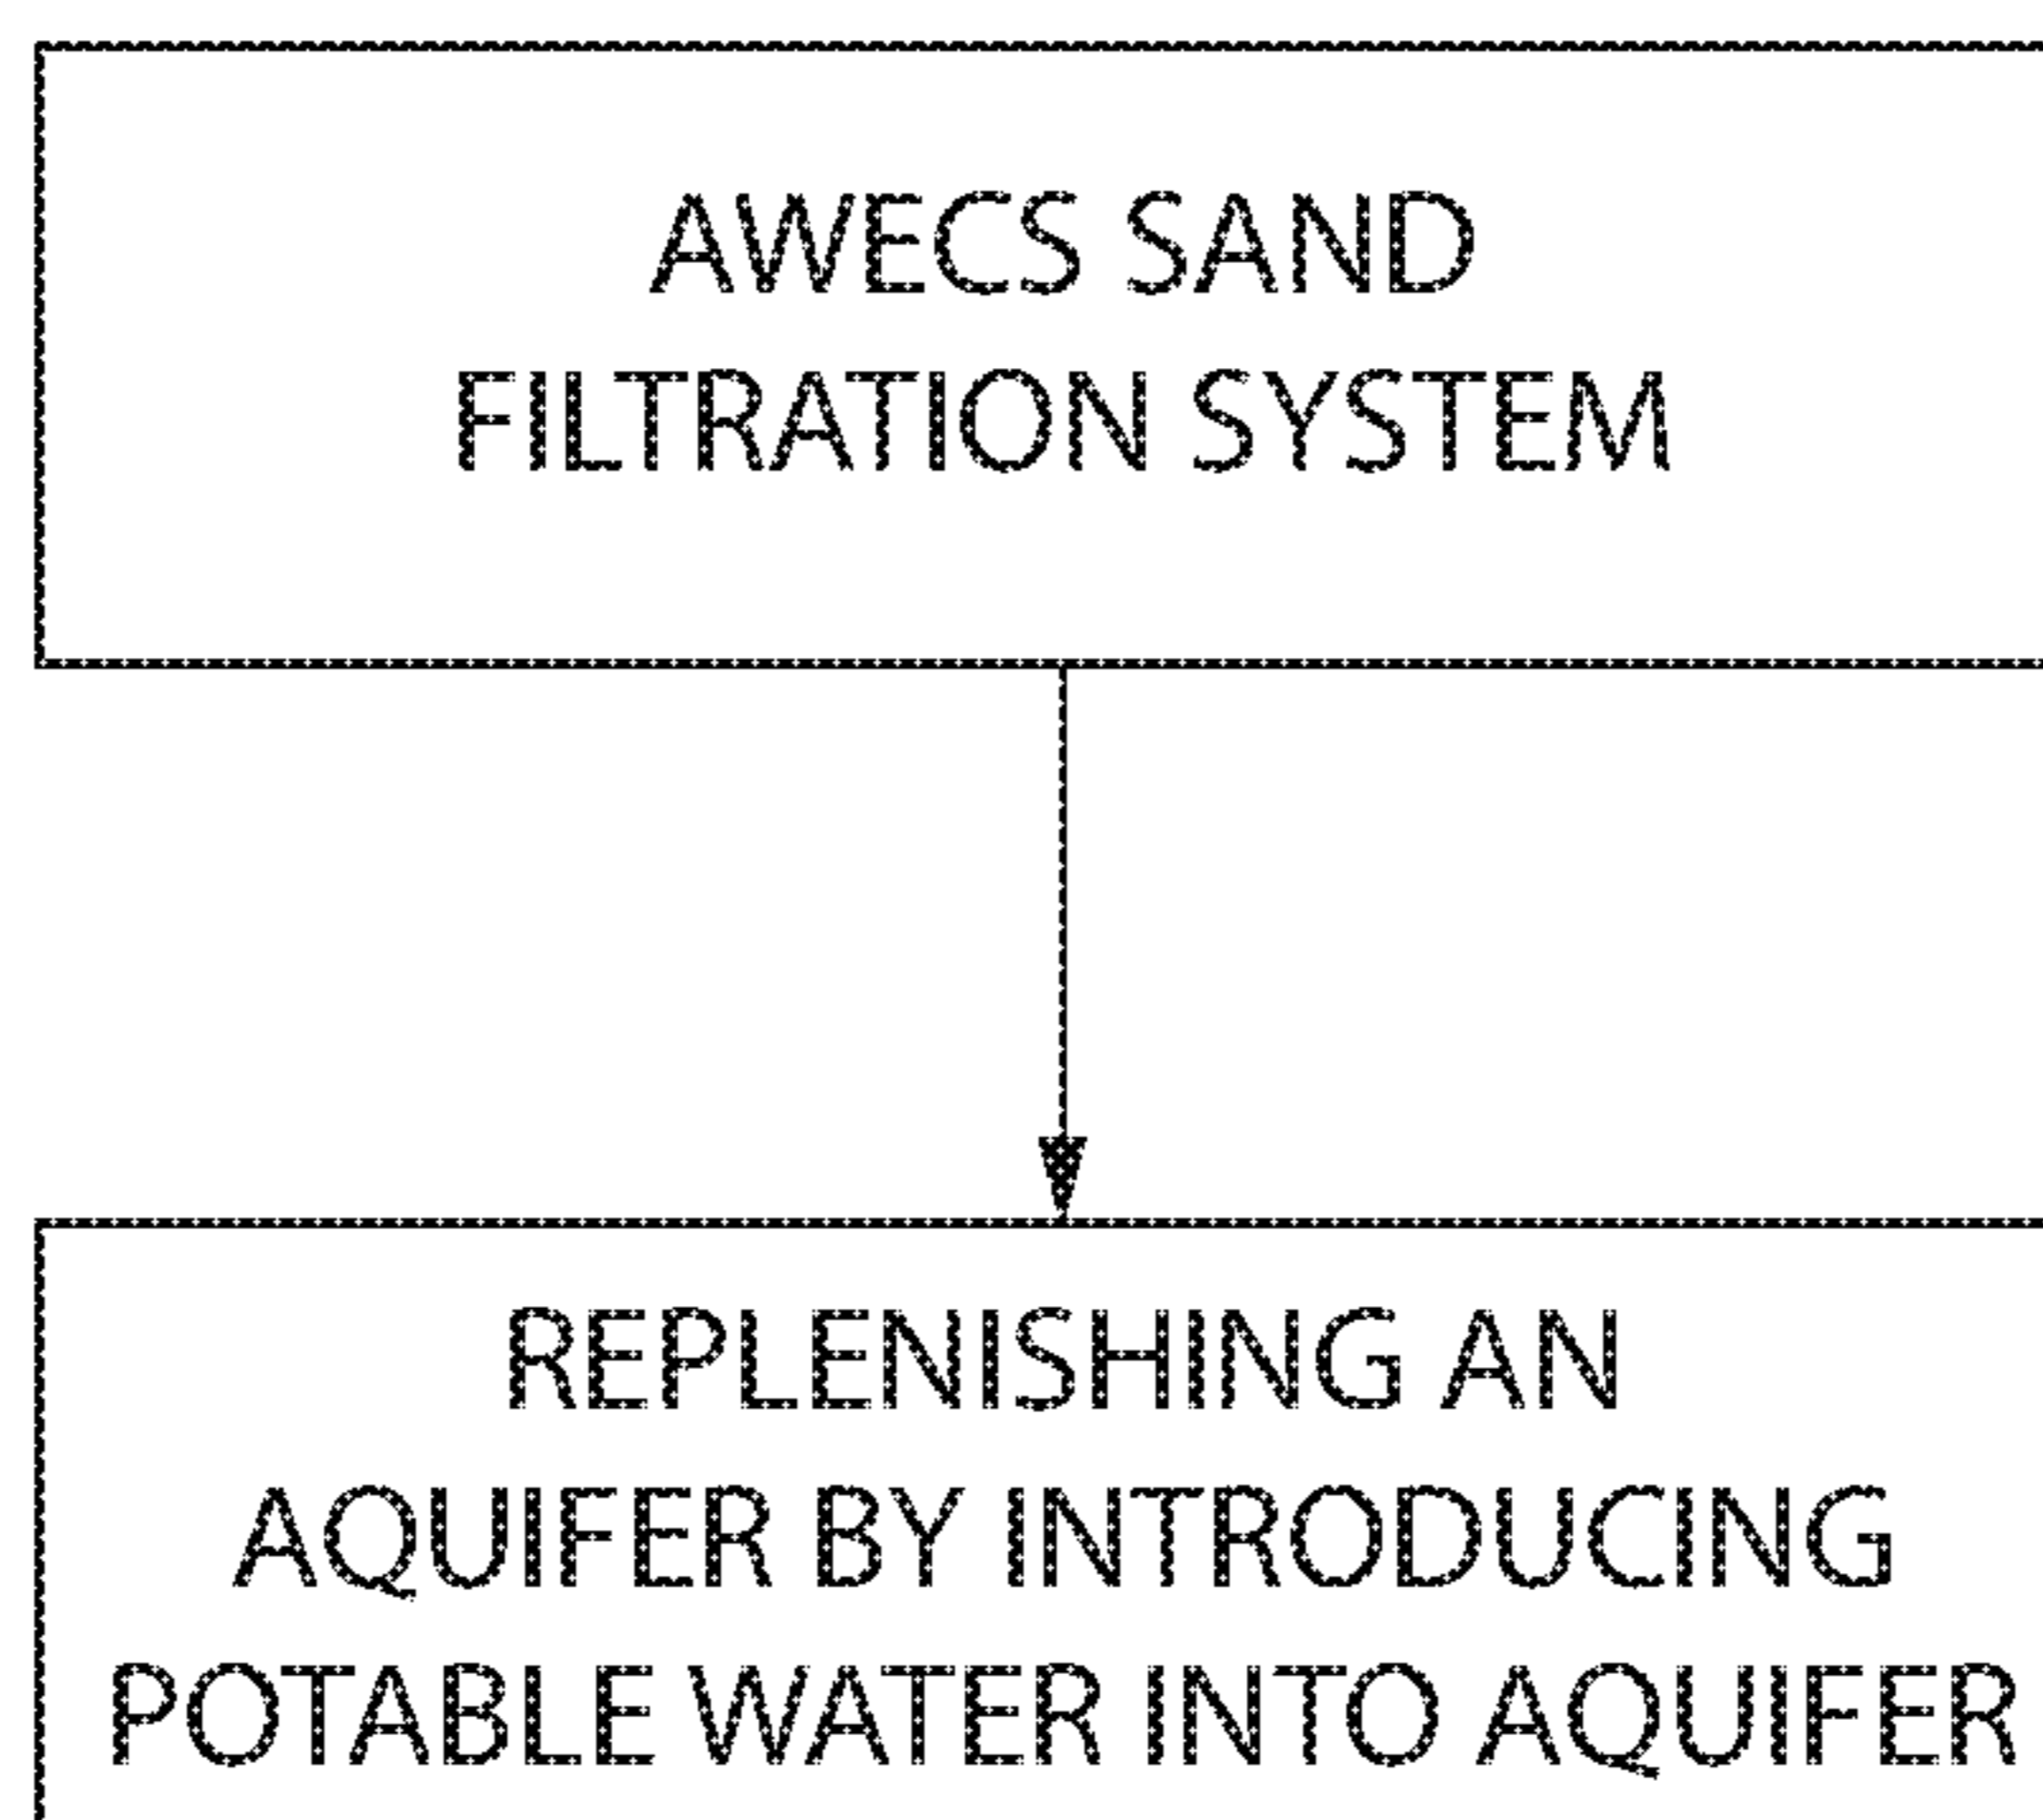 AWECS SAND
FILTRATION SYSTEM
REPLENISHING AN
AQUIFER BY INTRODUCING
POTABLE WATER INTO AQUIFER